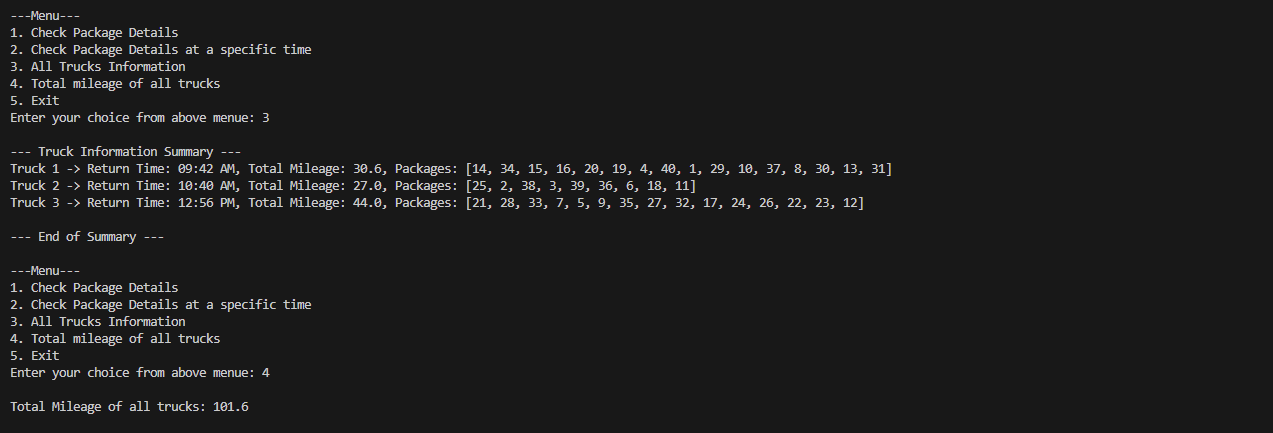 ---Menu---
1. Check Package Details
2. Check Package Details at a specific time
3. All Trucks Information
4. Total mileage of all trucks
5. Exit
Enter your choice from above menue: 3
--- Truck Information Summary ---
Truck 1 -> Return Time: 09:42 AM, Total Mileage: 30.6, Packages: [14, 34, 15, 16, 20, 19, 4, 40, 1, 29, 10, 37, 8, 30, 13, 31]
Truck 2 -> Return Time: 10:40 AM, Total Mileage: 27.0, Packages: [25, 2, 38, 3, 39, 36, 6, 18, 11]
Truck 3 -> Return Time: 12:56 PM, Total Mileage: 44.0, Packages: [21, 28, 33, 7, 5, 9, 35, 27, 32, 17, 24, 26, 22, 23, 12]
--- End of Summary ---
---Menu---
1. Check Package Details
2. Check Package Details at a specific time
3. All Trucks Information
4. Total mileage of all trucks
5. Exit
Enter your choice from above menue: 4
Total Mileage of all trucks: 101.6